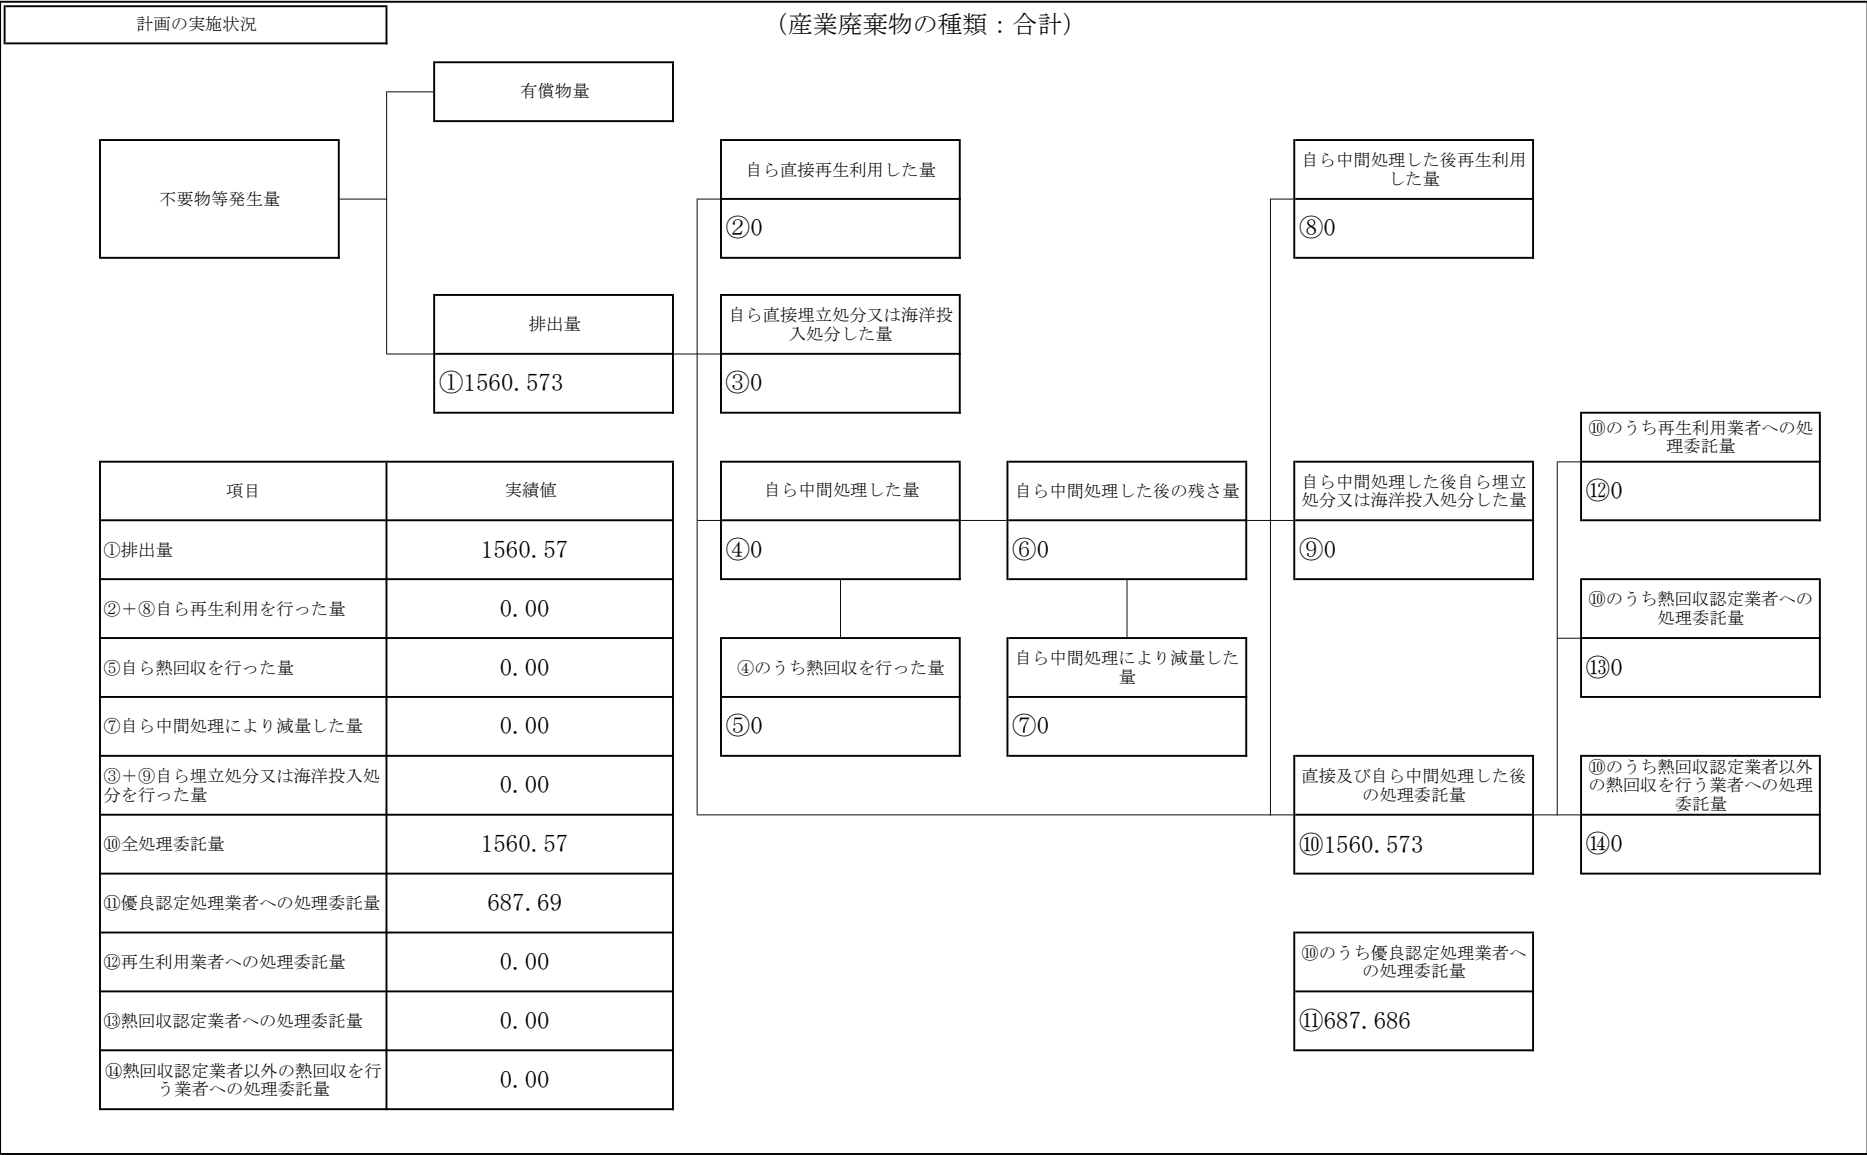 計画の実施状況
（産業廃棄物の種類：合計）
有償物量
不要物等発生量
排出量
①1560.573
自ら直接再生利用した量
②0
自ら直接埋立処分又は海洋投
入処分した量
③0
自ら中間処理した量
④0
④のうち熱回収を行った量
⑤0
自ら中間処理した後の残さ量
⑥0
自ら中間処理により減量した
量
⑦0
自ら中間処理した後再生利用
した量
⑧0
自ら中間処理した後自ら埋立
処分又は海洋投入処分した量
⑨0
直接及び自ら中間処理した後
の処理委託量
⑩1560.573
⑩のうち優良認定処理業者へ
の処理委託量
⑪687.686
⑩のうち再生利用業者への処
理委託量
⑫0
⑩のうち熱回収認定業者への
処理委託量
⑬0
⑩のうち熱回収認定業者以外
の熱回収を行う業者への処理
委託量
⑭0
項目 実績値
①排出量 1560.57
②＋⑧自ら再生利用を行った量 0.00
⑤自ら熱回収を行った量 0.00
⑦自ら中間処理により減量した量 0.00
③＋⑨自ら埋立処分又は海洋投入処
分を行った量 0.00
⑩全処理委託量 1560.57
⑪優良認定処理業者への処理委託量 687.69
⑫再生利用業者への処理委託量 0.00
⑬熱回収認定業者への処理委託量 0.00
⑭熱回収認定業者以外の熱回収を行
う業者への処理委託量 0.00